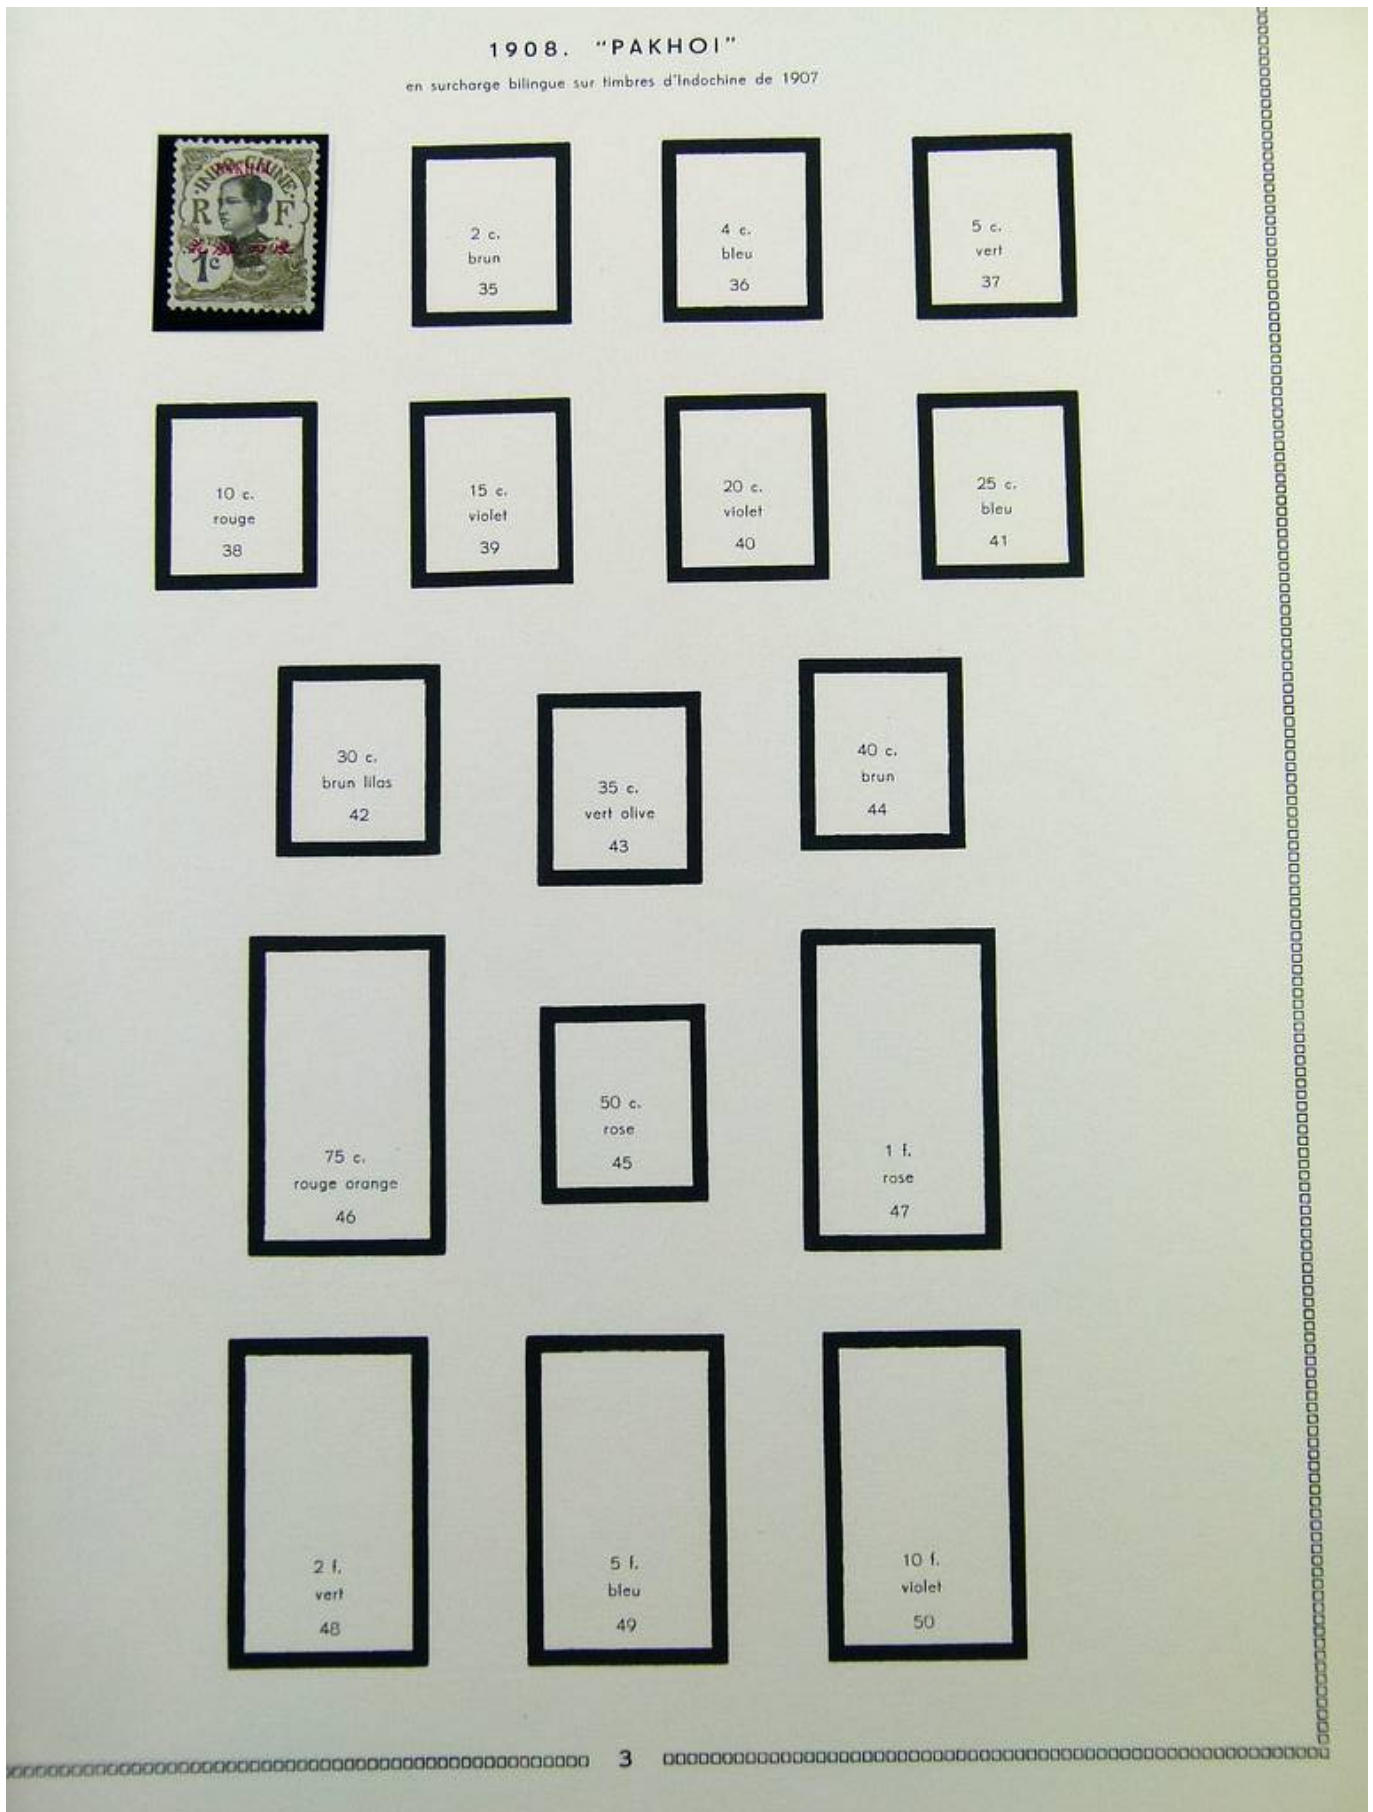 1908. "PAKHOI"
en surcharge bilingue sur timbres d'Indochine de 1907
INDO-CHINE
R F
1c
2 c.
brun
35
4 c.
bleu
36
5 c.
vert
37
10 c.
rouge
38
15 c.
violet
39
20 c.
violet
40
25 c.
bleu
41
30 c.
brun lilas
42
35 c.
vert olive
43
40 c.
brun
44
75 c.
rouge orange
46
50 c.
rose
45
1 f.
rose
47
2 f.
vert
48
5 f.
bleu
49
10 f.
violet
50
3